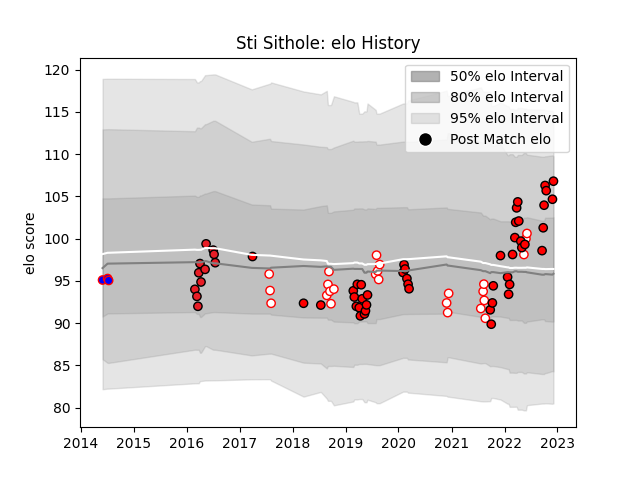 Sti Sithole: elo History
50% elo Interval
80% elo Interval
95% elo Interval
Post Match elo
elo score
120
115
110
105
100
95
90
85
80
2014 2015 2016 2017 2018 2019 2020 2021 2022 2023